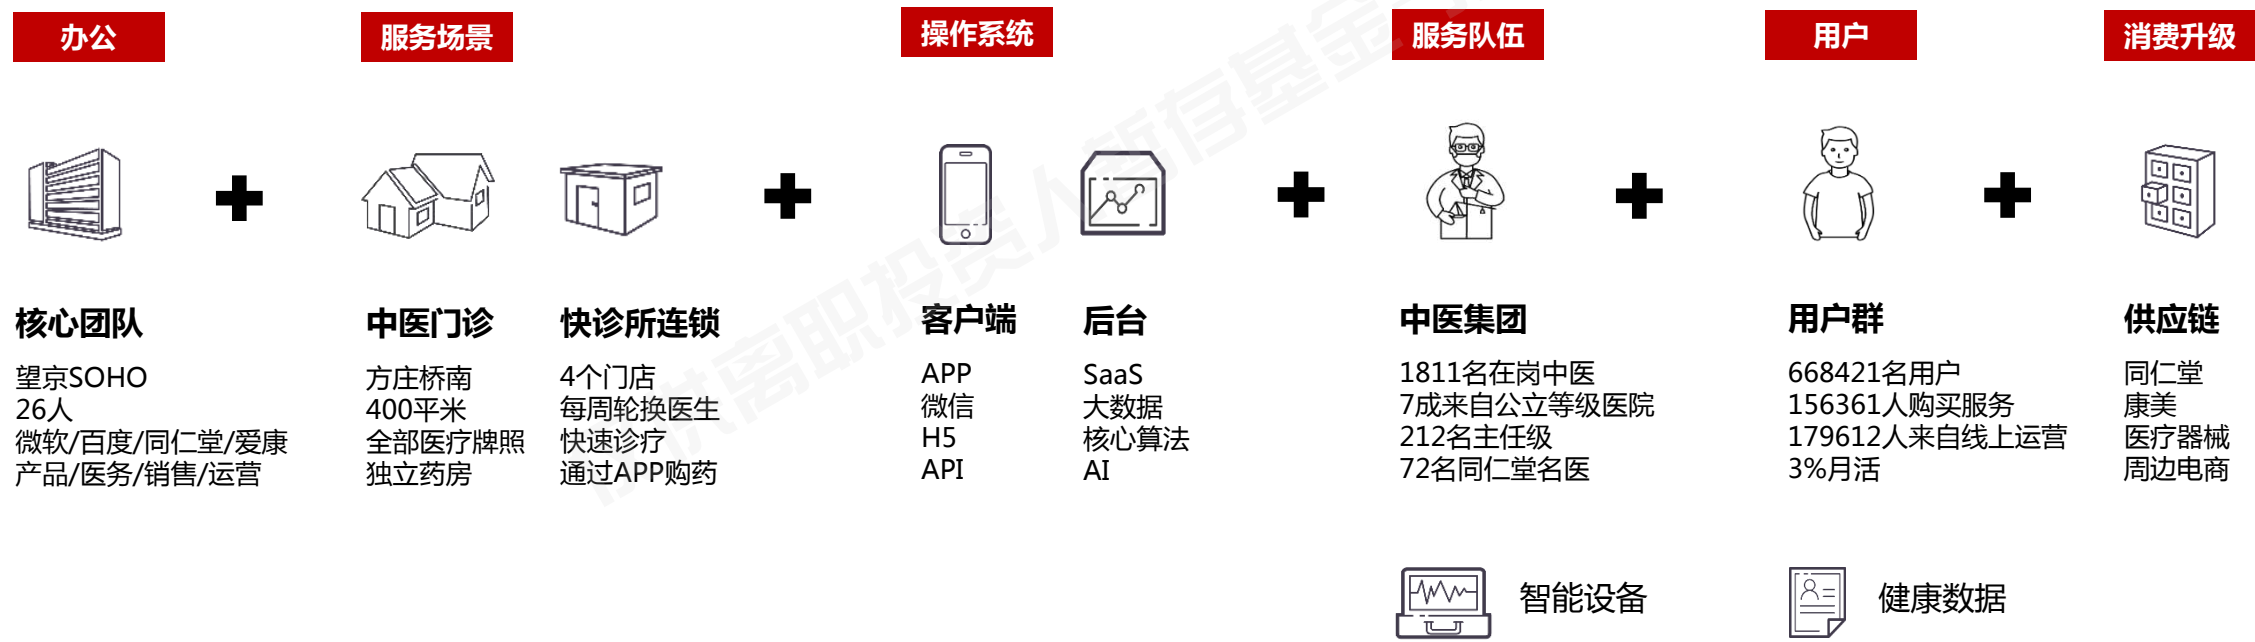 办公
服务场景
操作系统
服务队伍
用户
消费升级
核心团队
望京SOHO
26人
微软/百度/同仁堂/爱康
产品/医务/销售/运营
中医门诊
方庄桥南
400平米
全部医疗牌照
独立药房
快诊所连锁
4个门店
每周轮换医生
快速诊疗
通过APP购药
客户端
APP
微信
H5
API
后台
SaaS
大数据
核心算法
AI
中医集团
1811名在岗中医
7成来自公立等级医院
212名主任级
72名同仁堂名医
智能设备
用户群
668421名用户
156361人购买服务
179612人来自线上运营
3%月活
健康数据
供应链
同仁堂
康美
医疗器械
周边电商
供离职投资人暂存基金